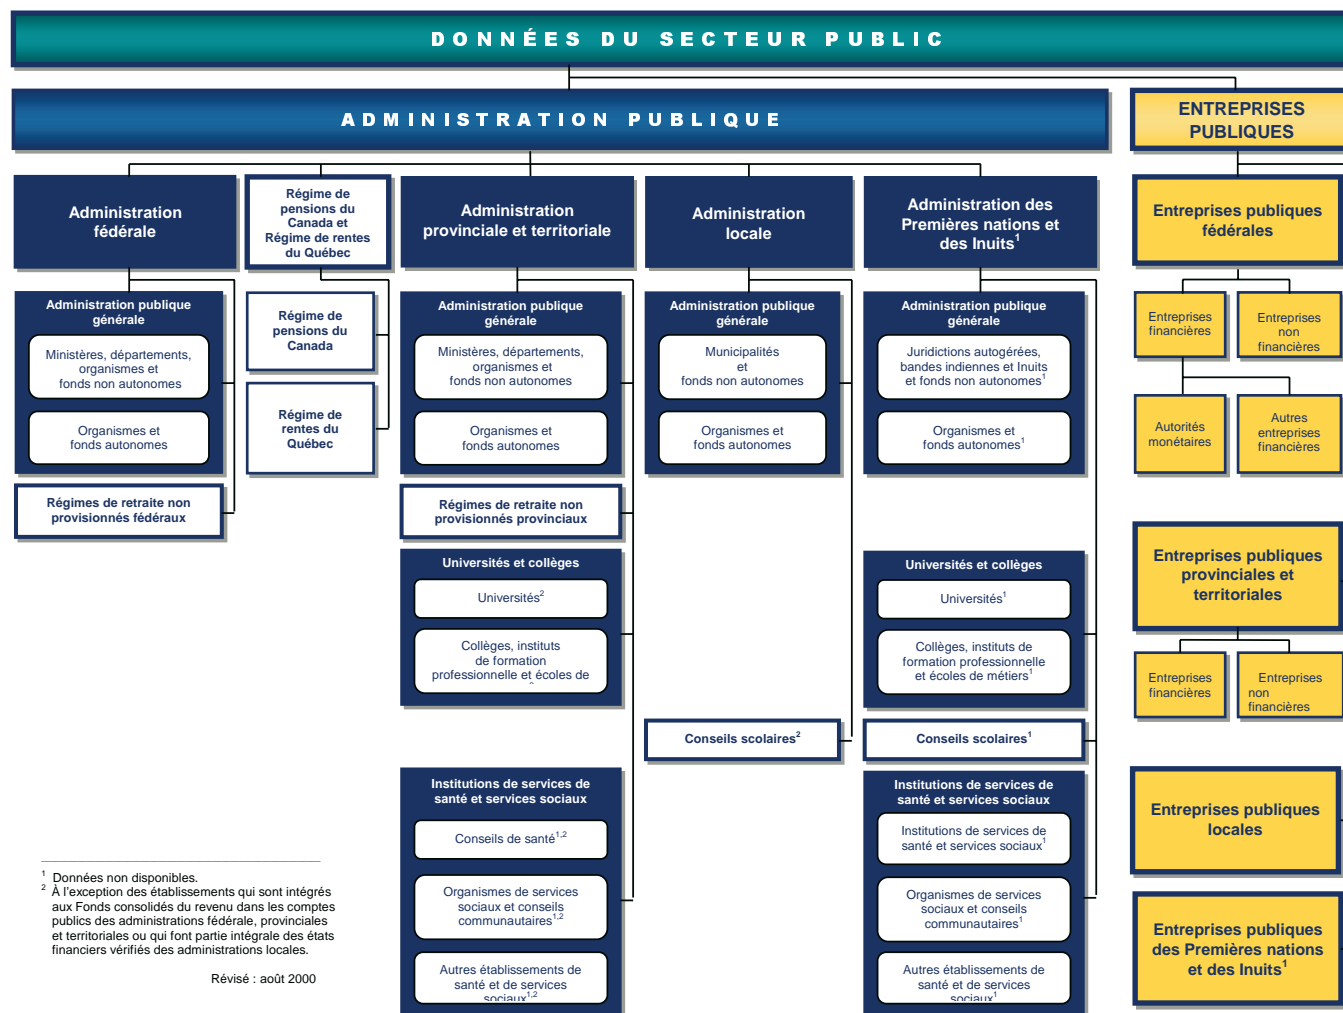 DONNÉES DU SECTEUR PUBLIC
ADMINISTRATION PUBLIQUE
ENTREPRISES
PUBLIQUES
Administration
fédérale
Régime de
pensions du
Canada et
Régime de rentes
du Québec
Administration
provinciale et territoriale
Administration
locale
Administration des
Premières nations et
des Inuits¹
Entreprises publiques
fédérales
Administration publique
générale
Ministères, départements,
organismes et
fonds non autonomes
Organismes et
fonds autonomes
Régimes de retraite non
provisionnés fédéraux
Régime de
pensions du
Canada
Régime de
rentes du
Québec
Administration publique
générale
Ministères, départements,
organismes et
fonds non autonomes
Organismes et
fonds autonomes
Régimes de retraite non
provisionnés provinciaux
Universités et collèges
Universités²
Collèges, instituts
de formation
professionnelle et écoles de
Institutions de services de
santé et services sociaux
Conseils de santé¹,²
Organismes de services
sociaux et conseils
communautaires¹,²
Autres établissements de
santé et de services
sociaux¹,²
Administration publique
générale
Municipalités
et
fonds non autonomes
Organismes et
fonds autonomes
Conseils scolaires²
Administration publique
générale
Juridictions autogérées,
bandes indiennes et Inuits
et fonds non autonomes¹
Organismes et
fonds autonomes¹
Universités et collèges
Universités¹
Collèges, instituts de
formation professionnelle
et écoles de métiers¹
Conseils scolaires¹
Institutions de services de
santé et services sociaux
Institutions de services de
santé et services sociaux¹
Organismes de services
sociaux et conseils
communautaires¹
Autres établissements de
santé et de services
sociaux¹
Entreprises
financières
Entreprises
non
financières
Autorités
monétaires
Autres
entreprises
financières
Entreprises publiques
provinciales et
territoriales
Entreprises
financières
Entreprises
non
financières
Entreprises publiques
locales
Entreprises publiques
des Premières nations
et des Inuits¹
¹ Données non disponibles.
² À l'exception des établissements qui sont intégrés
aux Fonds consolidés du revenu dans les comptes
publics des administrations fédérale, provinciales
et territoriales ou qui font partie intégrale des états
financiers vérifiés des administrations locales.
Révisé : août 2000